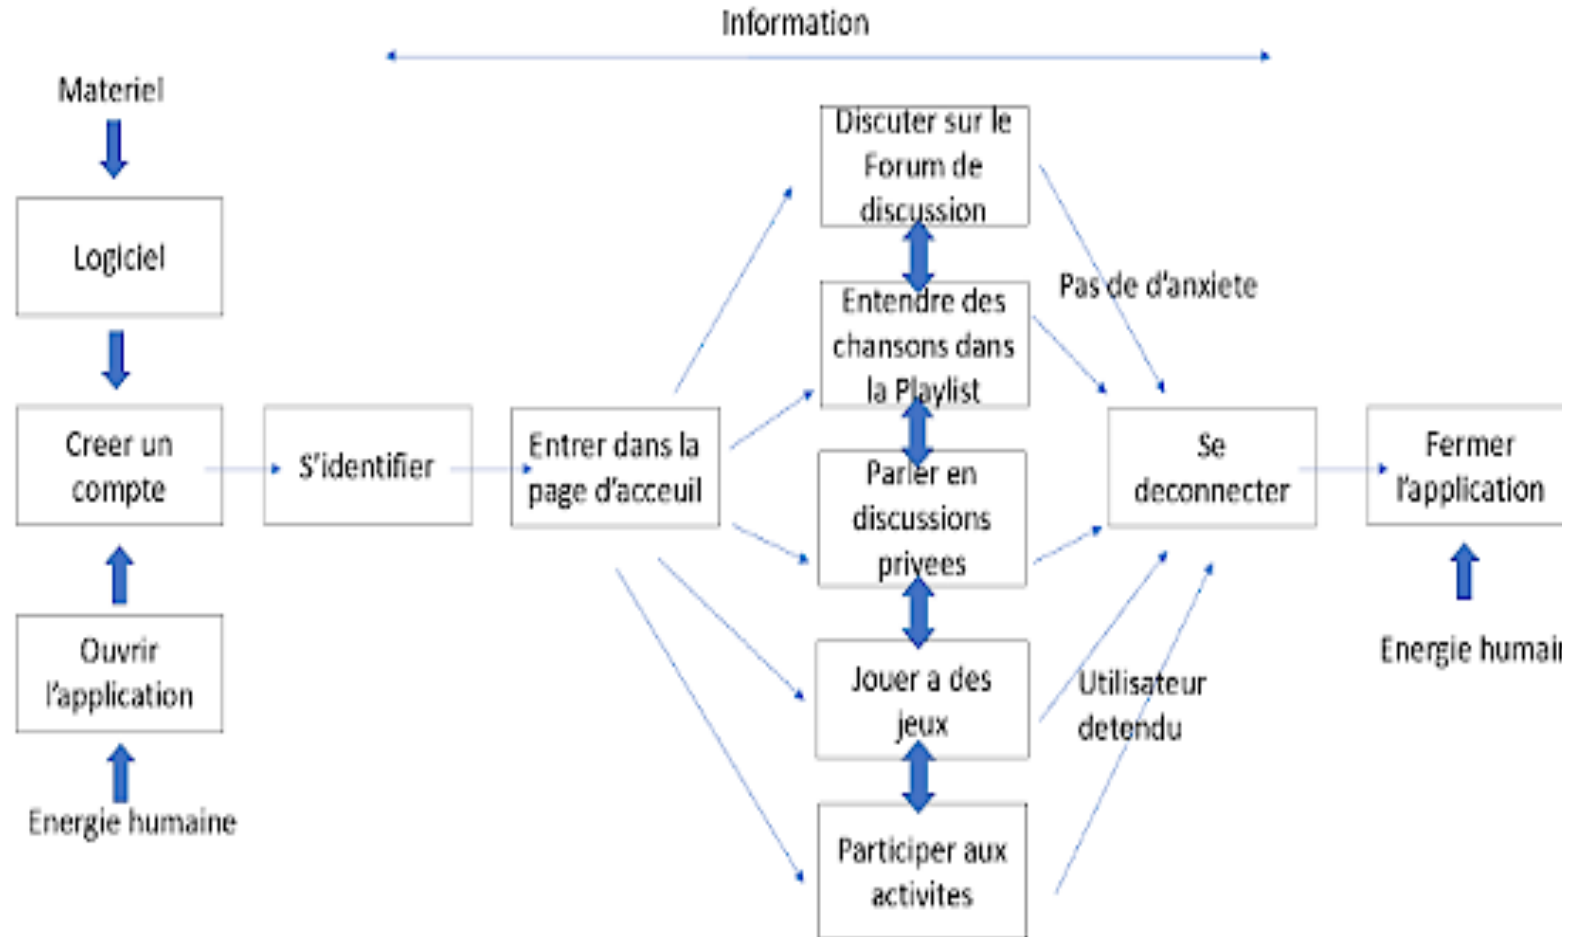 Information
Materiel
Logiciel
Creer un
compte
Ouvrir
l'application
Energie humaine
S'identifier
Entrer dans la
page d'acceuil
Discuter sur le
Forum de
discussion
Entendre des
chansons dans
la Playlist
Parler en
discussions
privees
Jouer a des
jeux
Participer aux
activites
Pas de d'anxiete
Utilisateur
detendu
Se
deconnecter
Fermer
l'application
Energie humai